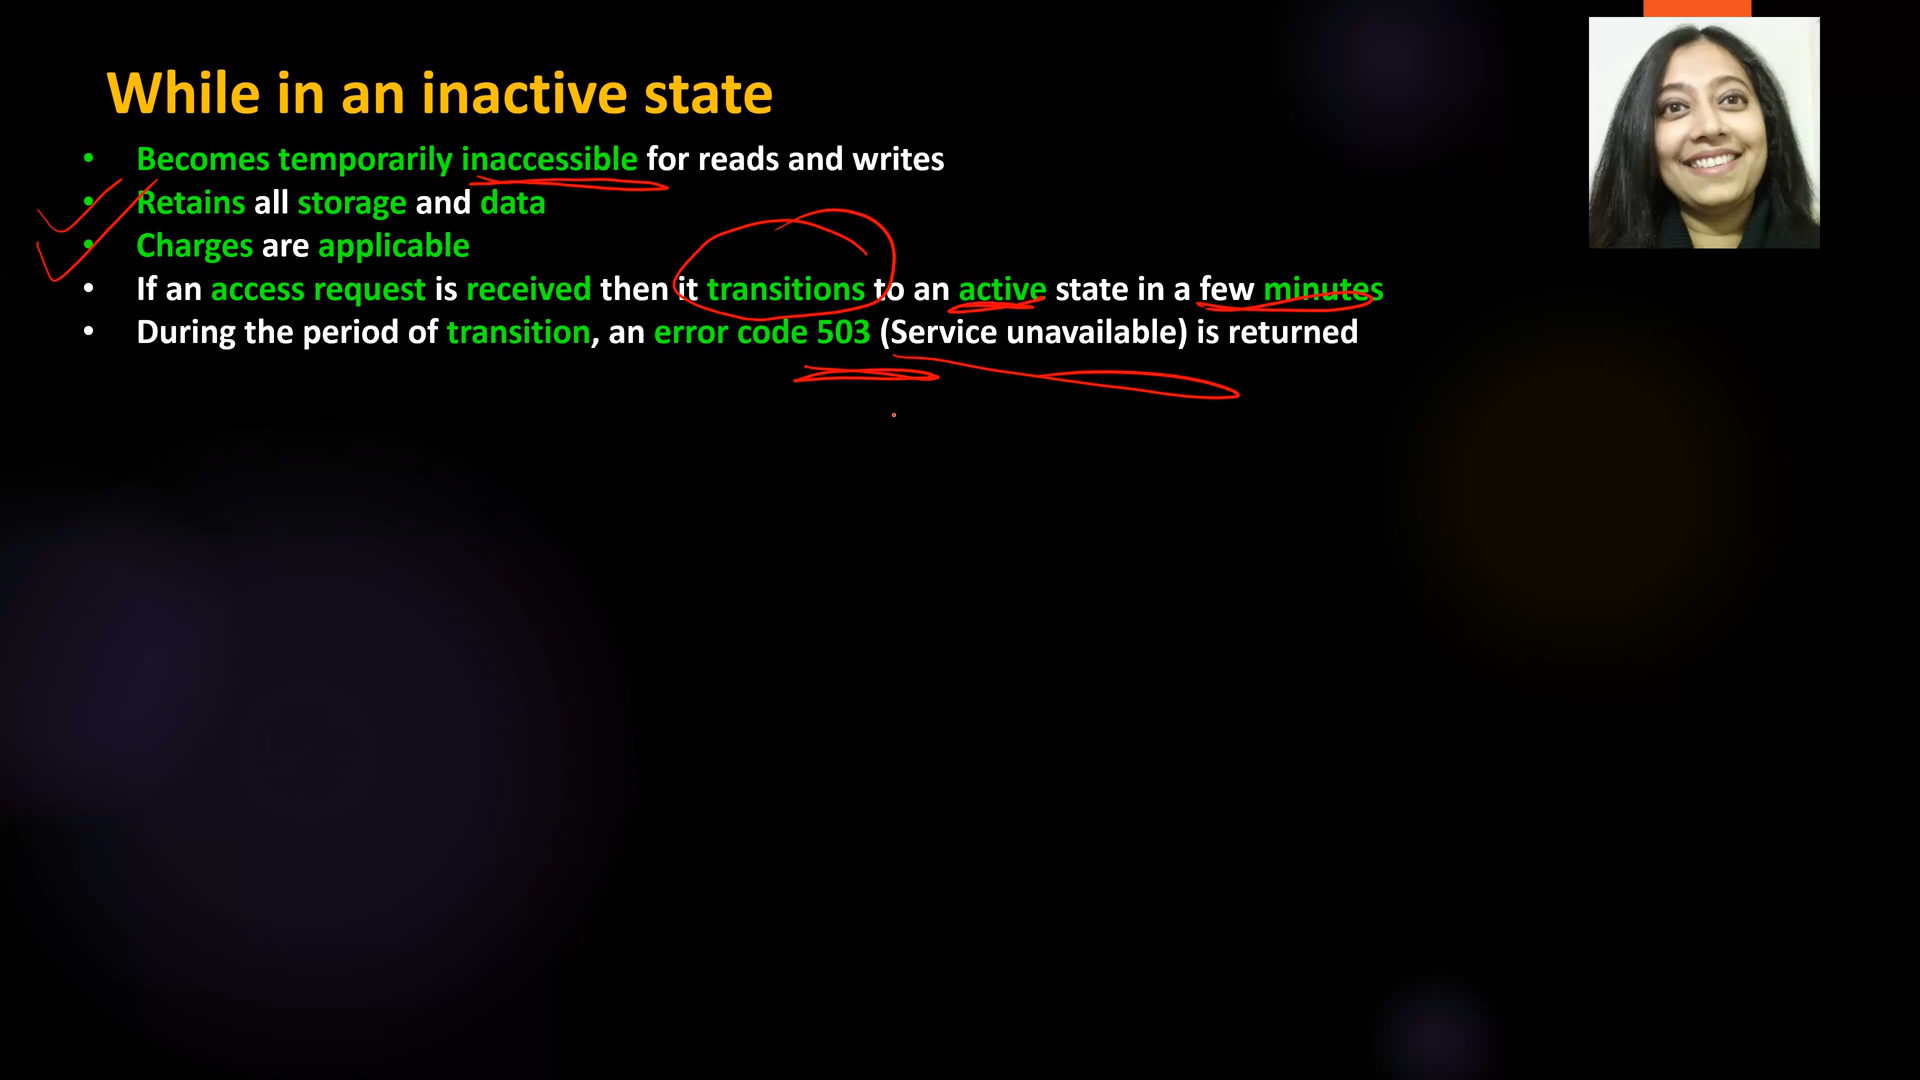 While in an inactive state
• Becomes temporarily inaccessible for reads and writes
• Retains all storage and data
• Charges are applicable
• If an access request is received then it transitions to an active state in a few minutes
• During the period of transition, an error code 503 (Service unavailable) is returned